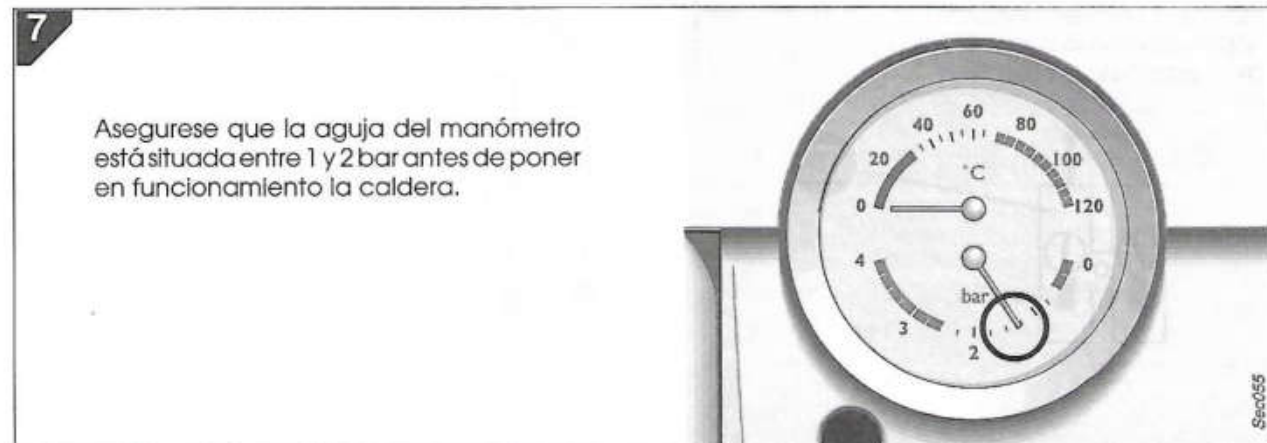 7
Asegurese que la aguja del manómetro
está situada entre 1 y 2 bar antes de poner
en funcionamiento la caldera.
40 60 80
20 100
°C
0 120
4 0
bar
3
2
Sec055